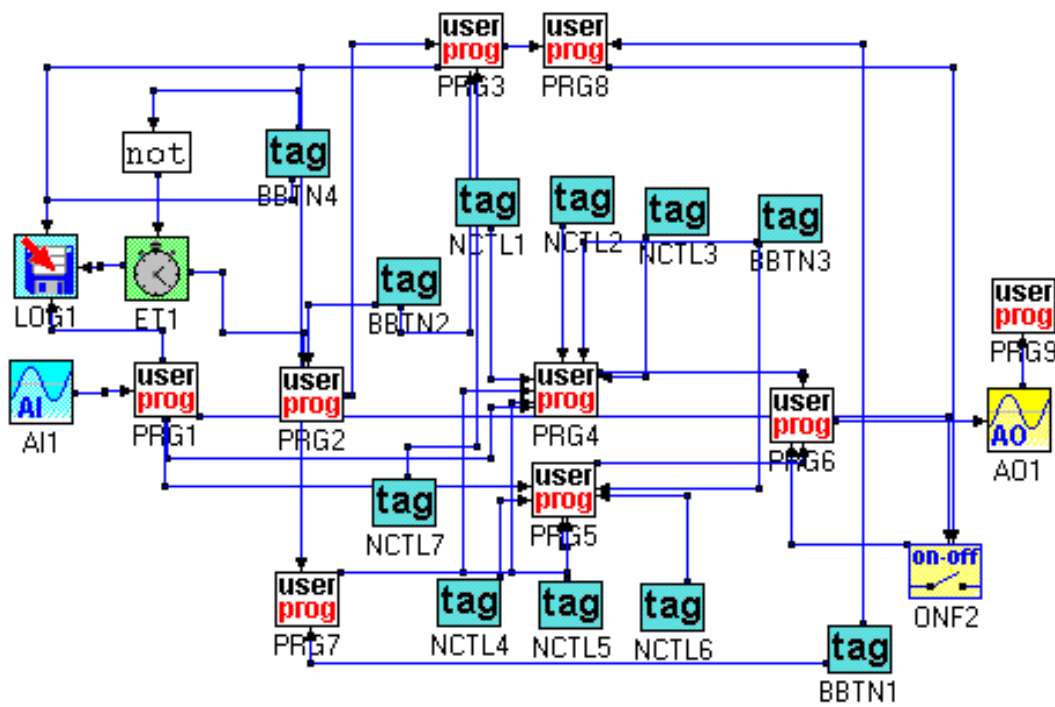 user
prog
PRG3
user
prog
PRG8
not
tag
BBTN4
tag
NCTL1
tag
NCTL2
tag
NCTL3
tag
BBTN3
LOG1
ET1
tag
BBTN2
user
prog
PRG9
AI
AI1
user
prog
PRG1
user
prog
PRG2
user
prog
PRG4
user
prog
PRG6
AO
AO1
tag
NCTL7
user
prog
PRG5
on-off
ONF2
user
prog
PRG7
tag
NCTL4
tag
NCTL5
tag
NCTL6
tag
BBTN1